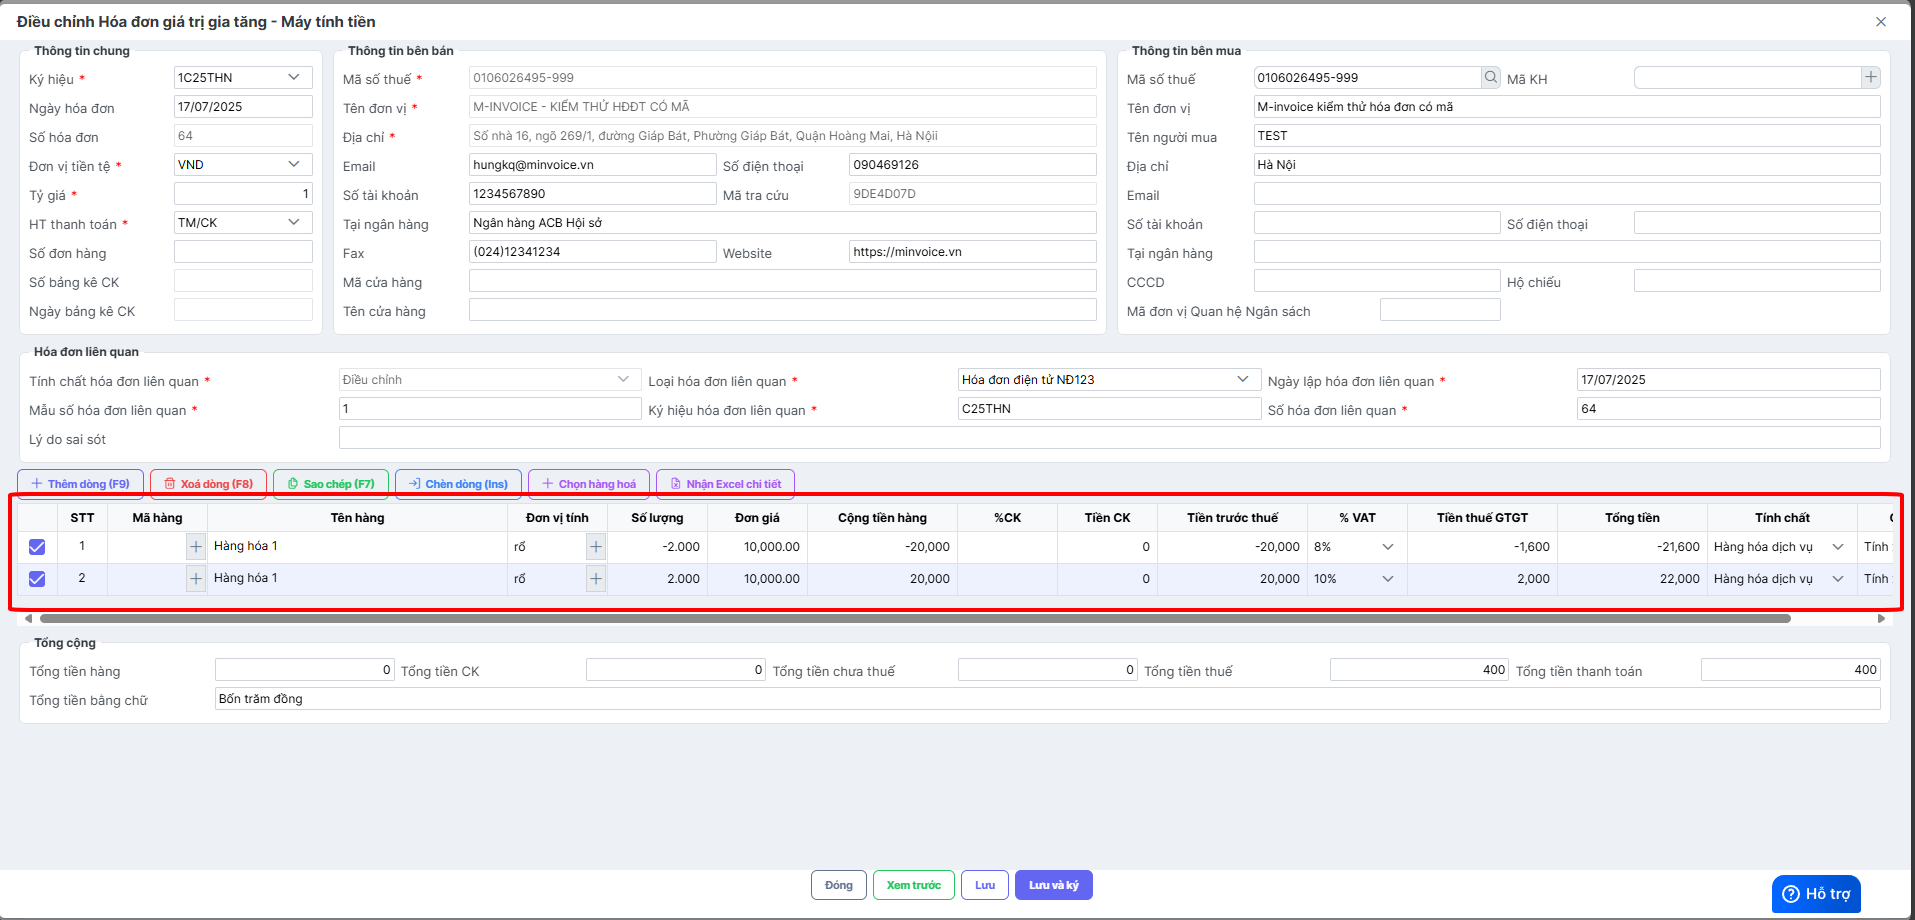 Điều chỉnh Hóa đơn giá trị gia tăng - Máy tính tiền
Thông tin chung
Ký hiệu * 1C25THN
Ngày hóa đơn 17/07/2025
Số hóa đơn 64
Đơn vị tiền tệ * VND
Tỷ giá * 1
HT thanh toán * TM/CK
Số đơn hàng
Số bảng kê CK
Ngày bảng kê CK
Thông tin bên bán
Mã số thuế * 0106026495-999
Tên đơn vị * M-INVOICE - KIỂM THỬ HĐĐT CÓ MÃ
Địa chỉ * Số nhà 16, ngõ 269/1, đường Giáp Bát, Phường Giáp Bát, Quận Hoàng Mai, Hà Nộii
Email hungkq@minvoice.vn Số điện thoại 090469126
Số tài khoản 1234567890 Mã tra cứu 9DE4D07D
Tại ngân hàng Ngân hàng ACB Hội sở
Fax (024)12341234 Website https://minvoice.vn
Mã cửa hàng
Tên cửa hàng
Thông tin bên mua
Mã số thuế 0106026495-999 Mã KH
Tên đơn vị M-invoice kiểm thử hóa đơn có mã
Tên người mua TEST
Địa chỉ Hà Nội
Email
Số tài khoản Số điện thoại
Tại ngân hàng
CCCD Hộ chiếu
Mã đơn vị Quan hệ Ngân sách
Hóa đơn liên quan
Tính chất hóa đơn liên quan * Điều chỉnh Loại hóa đơn liên quan * Hóa đơn điện tử NĐ123 Ngày lập hóa đơn liên quan * 17/07/2025
Mẫu số hóa đơn liên quan * 1 Ký hiệu hóa đơn liên quan * C25THN Số hóa đơn liên quan * 64
Lý do sai sót
Thêm dòng (F9) Xoá dòng (F8) Sao chép (F7) Chèn dòng (Ins) Chọn hàng hoá Nhận Excel chi tiết
STT Mã hàng Tên hàng Đơn vị tính Số lượng Đơn giá Cộng tiền hàng %CK Tiền CK Tiền trước thuế % VAT Tiền thuế GTGT Tổng tiền Tính chất
1 Hàng hóa 1 rổ -2.000 10,000.00 -20,000 0 -20,000 8% -1,600 -21,600 Hàng hóa dịch vụ Tính
2 Hàng hóa 1 rổ 2.000 10,000.00 20,000 0 20,000 10% 2,000 22,000 Hàng hóa dịch vụ Tính
Tổng cộng
Tổng tiền hàng 0 Tổng tiền CK 0 Tổng tiền chưa thuế 0 Tổng tiền thuế 400 Tổng tiền thanh toán 400
Tổng tiền bằng chữ Bốn trăm đồng
Đóng Xem trước Lưu Lưu và ký
Hỗ trợ